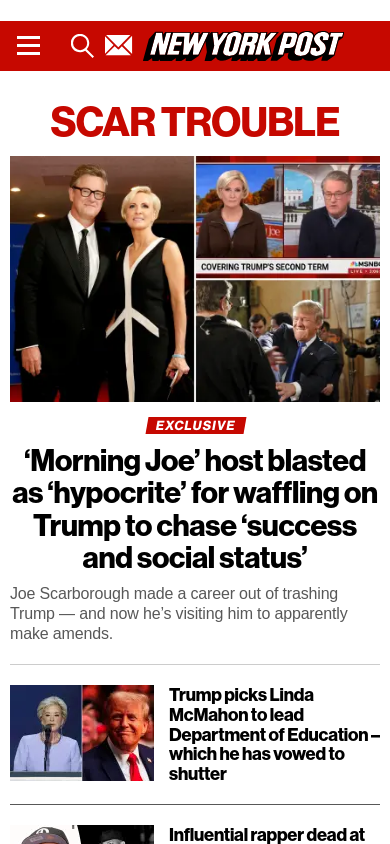 NEW YORK POST
SCAR TROUBLE
COVERING TRUMP'S SECOND TERM
MSNBC
LIVE
EXCLUSIVE
‘Morning Joe’ host blasted
as ‘hypocrite’ for waffling on
Trump to chase ‘success
and social status’
Joe Scarborough made a career out of trashing
Trump — and now he’s visiting him to apparently
make amends.
Trump picks Linda
McMahon to lead
Department of Education –
which he has vowed to
shutter
Influential rapper dead at